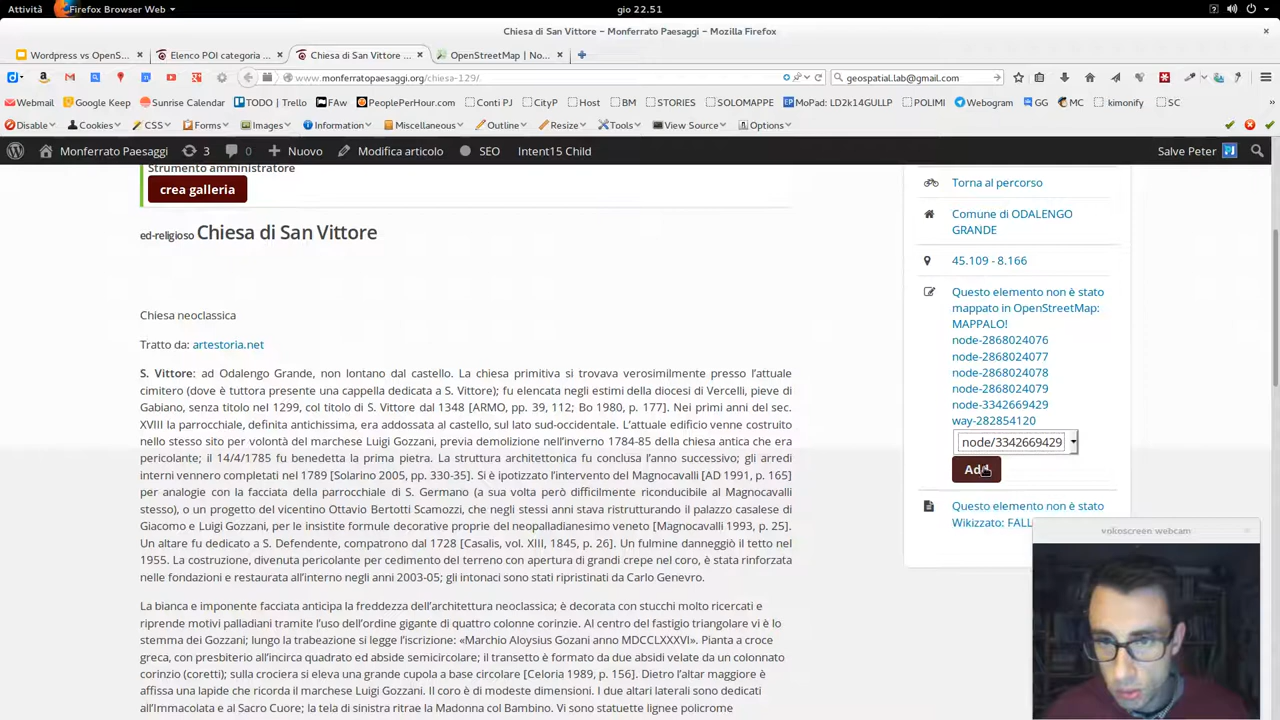 Attività
Firefox Browser Web
gio 22.51
Chiesa di San Vittore – Monferrato Paesaggi – Mozilla Firefox
Wordpress vs OpenS... × Elenco POI categoria ... × Chiesa di San Vittore ... × OpenStreetMap | No... ×
www.monferratopaesaggi.org/chiesa-129/
geospatial.lab@gmail.com
Webmail Google Keep Sunrise Calendar TODO | Trello FAw PeoplePerHour.com Conti PJ CityP Host BM STORIES SOLOMAPPE MoPad: LD2k14GULLP POLIMI Webogram GG MC kimonify SC
Disable Cookies CSS Forms Images Information Miscellaneous Outline Resize Tools View Source Options
Monferrato Paesaggi 3 0 Nuovo Modifica articolo SEO Intent15 Child Salve Peter
Strumento amministratore
crea galleria
ed-religioso Chiesa di San Vittore
Chiesa neoclassica
Tratto da: artestoria.net
S. Vittore: ad Odalengo Grande, non lontano dal castello. La chiesa primitiva si trovava verosimilmente presso l'attuale
cimitero (dove è tuttora presente una cappella dedicata a S. Vittore); fu elencata negli estimi della diocesi di Vercelli, pieve di
Gabiano, senza titolo nel 1299, col titolo di S. Vittore dal 1348 [ARMO, pp. 39, 112; Bo 1980, p. 177]. Nei primi anni del sec.
XVIII la parrocchiale, definita antichissima, era addossata al castello, sul lato sud-occidentale. L'attuale edificio venne costruito
nello stesso sito per volontà del marchese Luigi Gozzani, previa demolizione nell'inverno 1784-85 della chiesa antica che era
pericolante; il 14/4/1785 fu benedetta la prima pietra. La struttura architettonica fu conclusa l'anno successivo; gli arredi
interni vennero completati nel 1789 [Solarino 2005, pp. 330-35]. Si è ipotizzato l'intervento del Magnocavalli [AD 1991, p. 165]
per analogie con la facciata della parrocchiale di S. Germano (a sua volta però difficilmente riconducibile al Magnocavalli
stesso), o un progetto del vicentino Ottavio Bertotti Scamozzi, che negli stessi anni stava ristrutturando il palazzo casalese di
Giacomo e Luigi Gozzani, per le insistite formule decorative proprie del neopalladianesimo veneto [Magnocavalli 1993, p. 25].
Un altare fu dedicato a S. Defendente, compatrono dal 1728 [Casalis, vol. XIII, 1845, p. 26]. Un fulmine danneggiò il tetto nel
1955. La costruzione, divenuta pericolante per cedimento del terreno con apertura di grandi crepe nel coro, è stata rinforzata
nelle fondazioni e restaurata all'interno negli anni 2003-05; gli intonaci sono stati ripristinati da Carlo Genevro.
La bianca e imponente facciata anticipa la freddezza dell'architettura neoclassica; è decorata con stucchi molto ricercati e
riprende motivi palladiani tramite l'uso dell'ordine gigante di quattro colonne corinzie. Al centro del fastigio triangolare vi è lo
stemma dei Gozzani; lungo la trabeazione si legge l'iscrizione: «Marchio Aloysius Gozani anno MDCCLXXXVI». Pianta a croce
greca, con presbiterio all'incirca quadrato ed abside semicircolare; il transetto è formato da due absidi velate da un colonnato
corinzio (coretti); sulla crociera si eleva una grande cupola a base circolare [Celoria 1989, p. 156]. Dietro l'altar maggiore è
affissa una lapide che ricorda il marchese Luigi Gozzani. Il coro è di modeste dimensioni. I due altari laterali sono dedicati
all'Immacolata e al Sacro Cuore; la tela di sinistra ritrae la Madonna col Bambino. Vi sono statuette lignee policrome
Torna al percorso
Comune di ODALENGO
GRANDE
45.109 - 8.166
Questo elemento non è stato
mappato in OpenStreetMap:
MAPPALO!
node-2868024076
node-2868024077
node-2868024078
node-2868024079
node-3342669429
way-282854120
node/3342669429
Add
Questo elemento non è stato
Wikizzato:
vokoscreen webcam